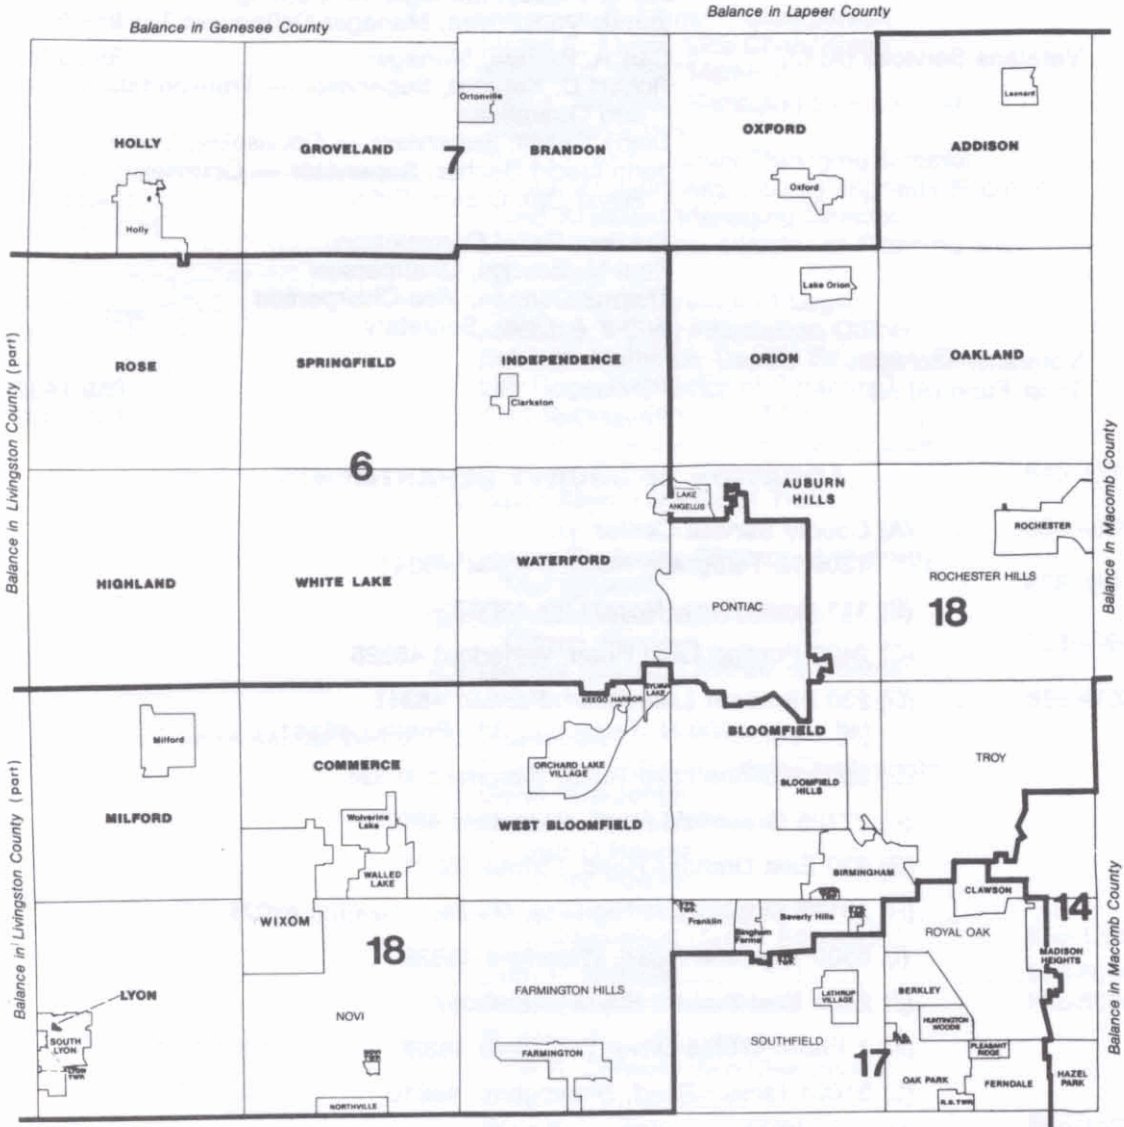 Balance in Genesee County
Balance in Lapeer County
Ortonville
Leonard
HOLLY
GROVELAND
7
BRANDON
OXFORD
ADDISON
Oxford
Holly
Lake Orion
Balance in Livingston County (part)
ROSE
SPRINGFIELD
INDEPENDENCE
ORION
OAKLAND
Clarkston
6
AUBURN
HILLS
LAKE
ANGELUS
ROCHESTER
Balance in Macomb County
HIGHLAND
WHITE LAKE
WATERFORD
PONTIAC
ROCHESTER HILLS
18
KEEGO HARBOR
SYLVAN
LAKE
Milford
BLOOMFIELD
COMMERCE
ORCHARD LAKE
VILLAGE
TROY
BLOOMFIELD
HILLS
Balance in Livingston County (part)
MILFORD
Wolverine
Lake
WEST BLOOMFIELD
WALLED
LAKE
BIRMINGHAM
CLAWSON
14
WIXOM
Franklin
Bingham
Farms
Beverly Hills
ROYAL OAK
Balance in Macomb County
18
MADISON
HEIGHTS
LYON
FARMINGTON HILLS
LATHRUP
VILLAGE
BERKLEY
NOVI
HUNTINGTON
WOODS
SOUTH
LYON
SOUTHFIELD
PLEASANT
RIDGE
FARMINGTON
17
OAK PARK
FERNDALE
HAZEL
PARK
NORTHVILLE
R.O. TWP.